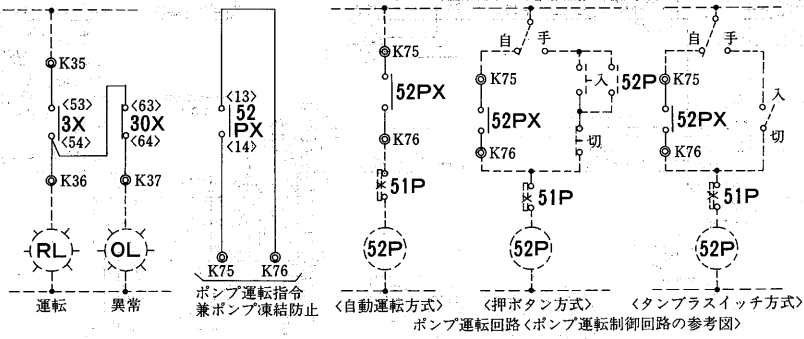 K35
<53>
3X
<54>
<63>
30X
<64>
K36
K37
RL
OL
運転
異常
<13>
52
PX
<14>
K75
K76
ポンプ運転指令
兼ポンプ凍結防止
K75
52PX
K76
51P
52P
<自動運転方式>
自
手
K75
52PX
K76
入
切
52P
51P
52P
<押ボタン方式>
自
手
K75
52PX
K76
入
切
51P
52P
<タンブラスイッチ方式>
ポンプ運転回路<ポンプ運転制御回路の参考図>